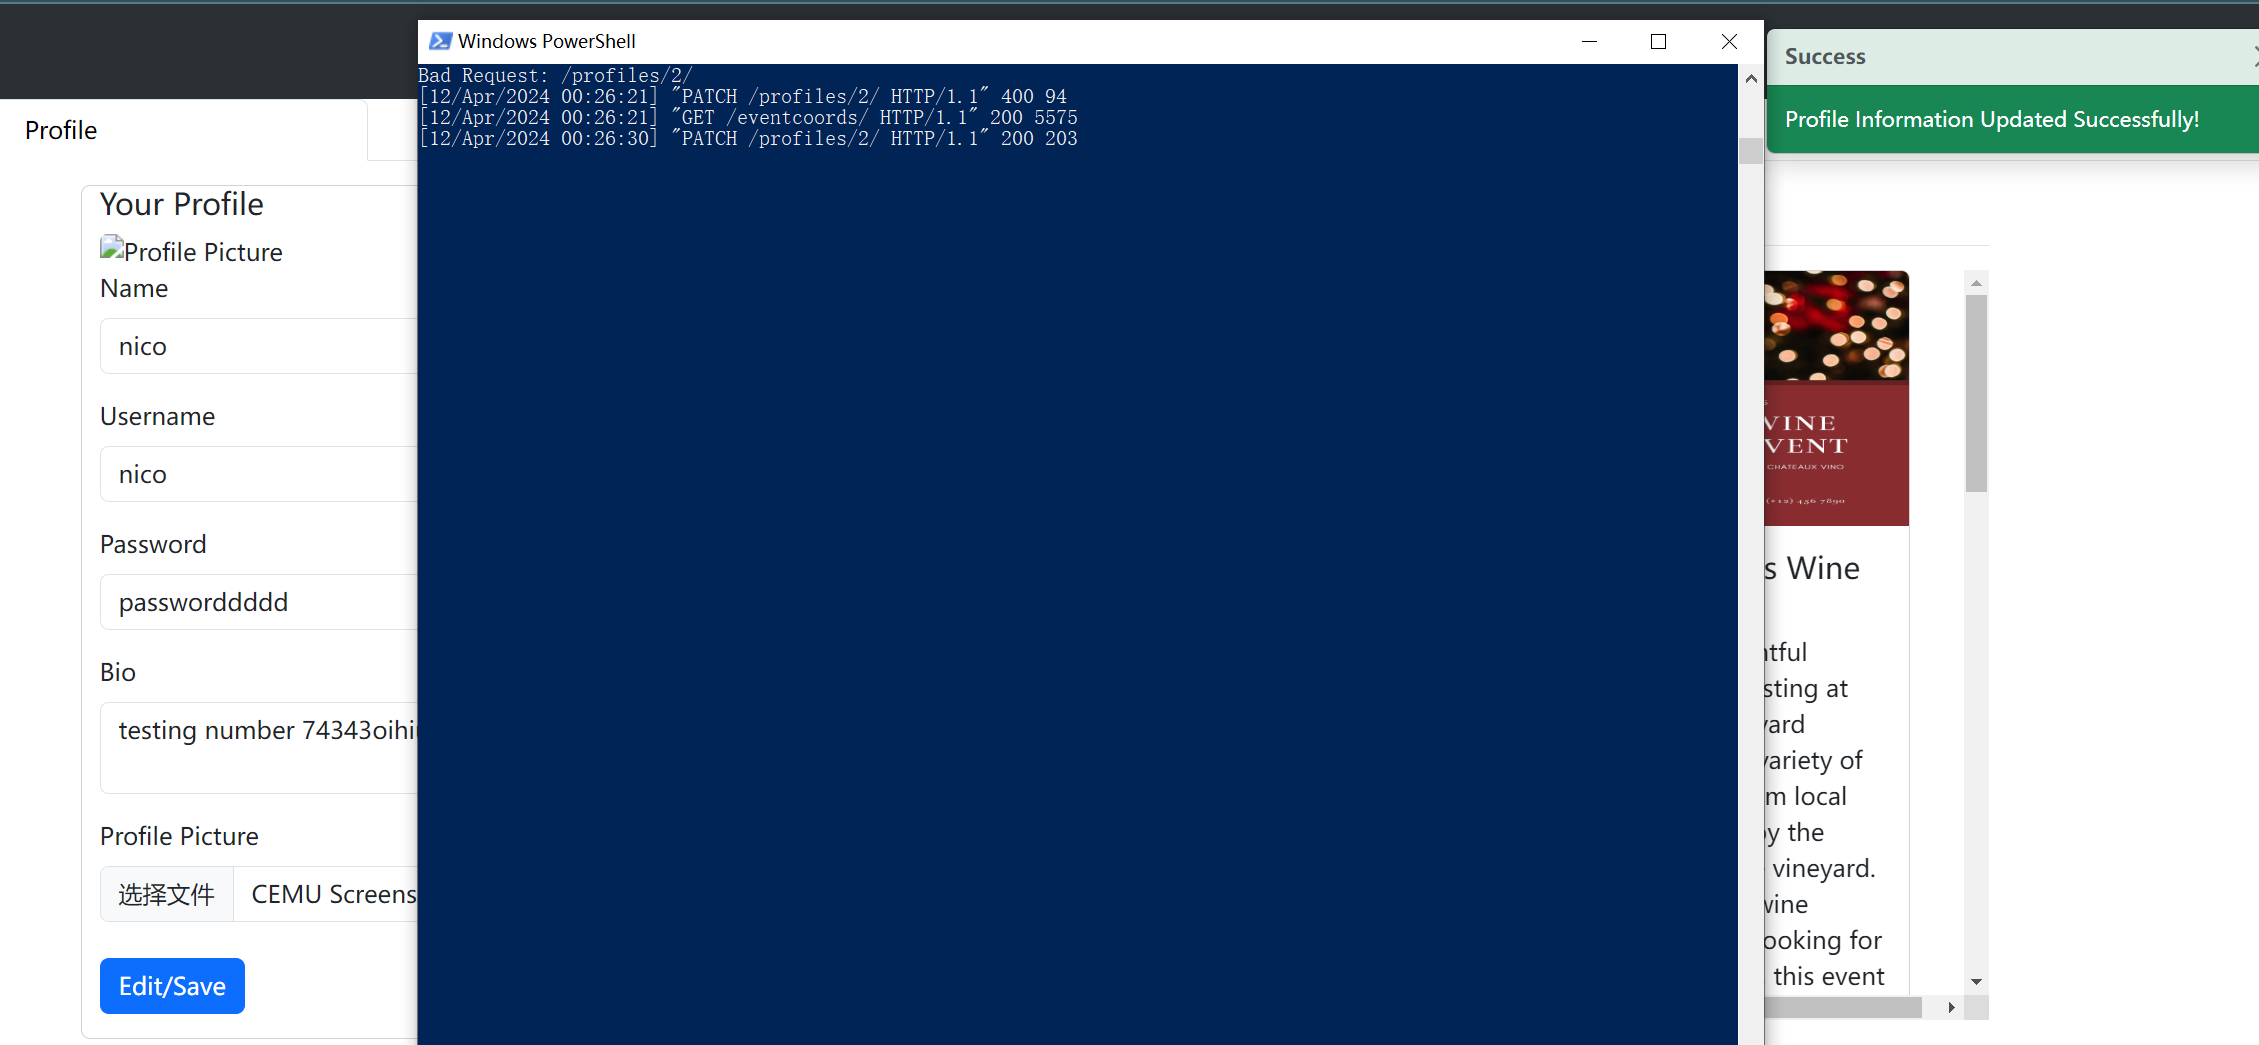 Windows PowerShell
Bad Request: /profiles/2/
[12/Apr/2024 00:26:21] "PATCH /profiles/2/ HTTP/1.1" 400 94
[12/Apr/2024 00:26:21] "GET /eventcoords/ HTTP/1.1" 200 5575
[12/Apr/2024 00:26:30] "PATCH /profiles/2/ HTTP/1.1" 200 203
Success
Profile Information Updated Successfully!
Profile
Your Profile
Profile Picture
Name
nico
Username
nico
Password
passworddddd
Bio
testing number 74343oihi
Profile Picture
选择文件 CEMU Screens
Edit/Save
VINE
VENT
CHATEAUX VINO
(+12) 456 7890
s Wine
tful
sting at
ard
variety of
m local
by the
vineyard.
wine
ooking for
this event